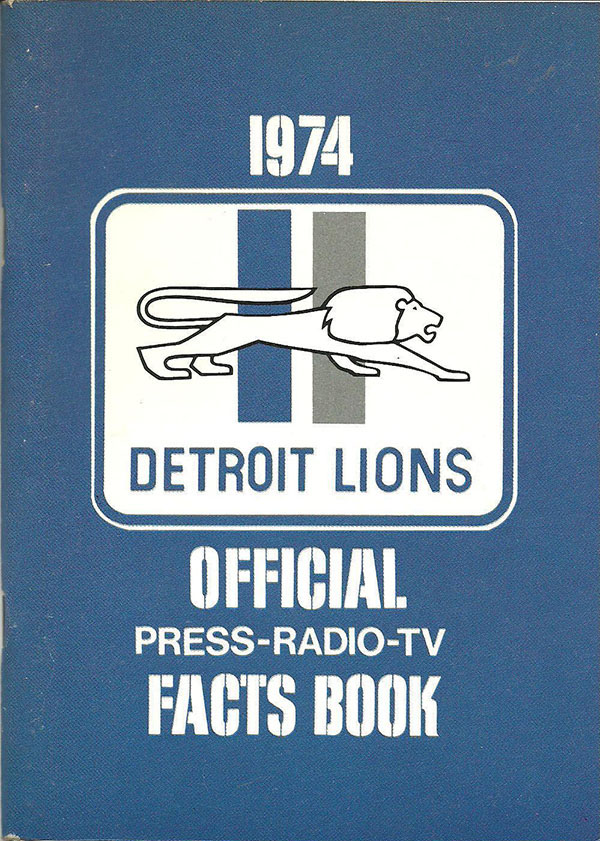 1974
DETROIT LIONS
OFFICIAL
PRESS-RADIO-TV
FACTS BOOK